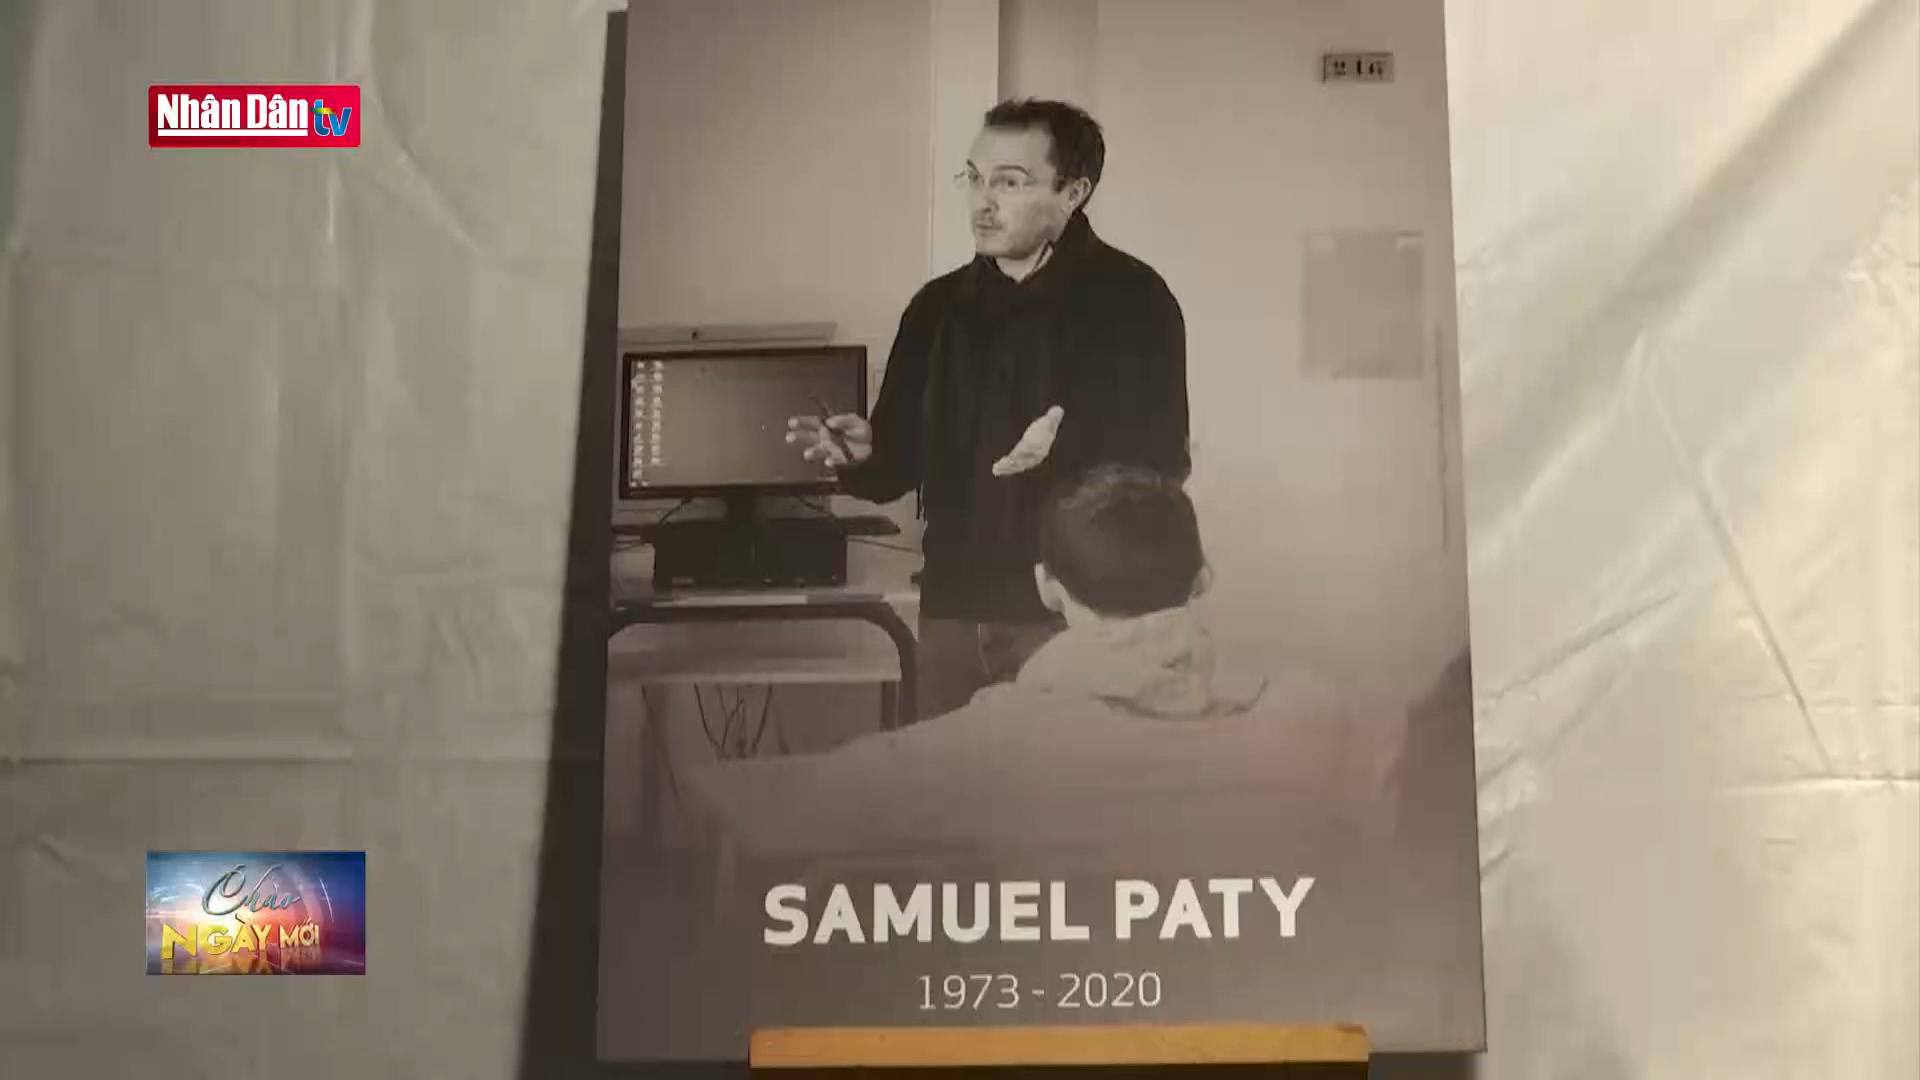 Nhân Dân tv
216
SAMUEL PATY
1973 - 2020
Chào
NGÀY MỚI